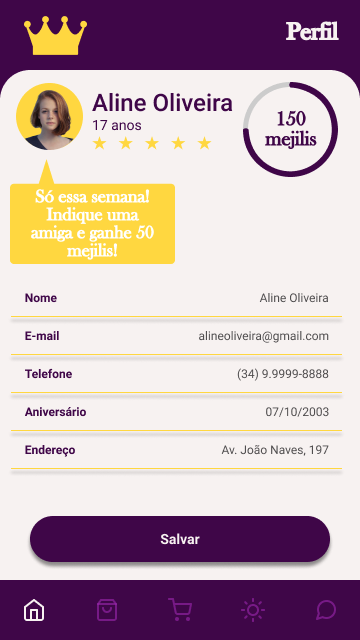 Perfil
Aline Oliveira
17 anos
150
mejilis
Só essa semana!
Indique uma
amiga e ganhe 50
mejilis!
Nome Aline Oliveira
E-mail alineoliveira@gmail.com
Telefone (34) 9.9999-8888
Aniversário 07/10/2003
Endereço Av. João Naves, 197
Salvar